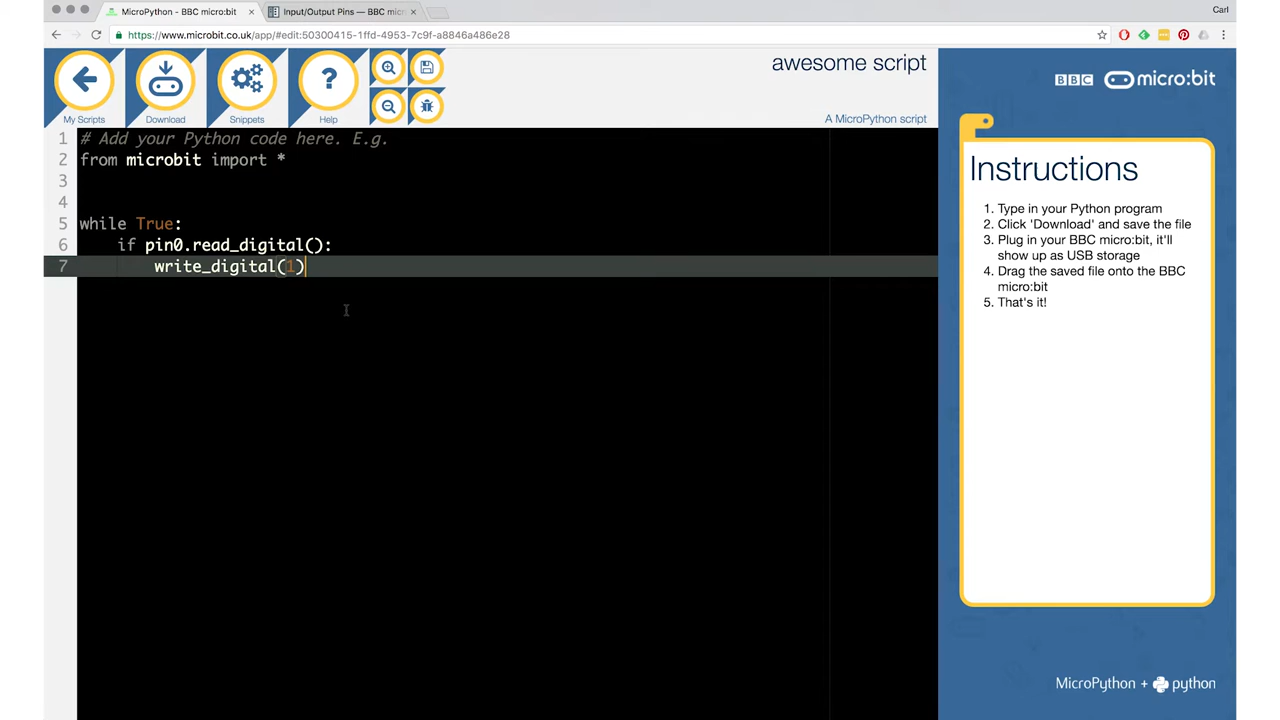 MicroPython - BBC micro:bit
Input/Output Pins — BBC micr
Carl
https://www.microbit.co.uk/app/#edit:50300415-1ffd-4953-7c9f-a8846a486e28
My Scripts
Download
Snippets
?
Help
awesome script
A MicroPython script
BBC micro:bit
1 # Add your Python code here. E.g.
2 from microbit import *
3
4
5 while True:
6     if pin0.read_digital():
7         write_digital(1)
Instructions
1. Type in your Python program
2. Click 'Download' and save the file
3. Plug in your BBC micro:bit, it'll
show up as USB storage
4. Drag the saved file onto the BBC
micro:bit
5. That's it!
MicroPython + python